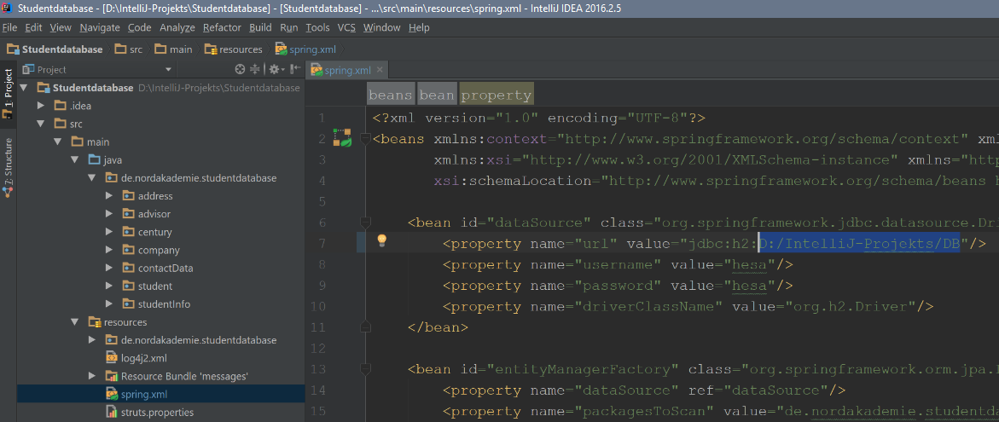 Studentdatabase - [D:\IntelliJ-Projekts\Studentdatabase] - [Studentdatabase] - ...\src\main\resources\spring.xml - IntelliJ IDEA 2016.2.5
File Edit View Navigate Code Analyze Refactor Build Run Tools VCS Window Help
Studentdatabase src main resources spring.xml
1: Project
7: Structure
Project
Studentdatabase D:\IntelliJ-Projekts\Studentdatabase
.idea
src
main
java
de.nordakademie.studentdatabase
address
advisor
century
company
contactData
student
studentInfo
resources
de.nordakademie.studentdatabase
log4j2.xml
Resource Bundle 'messages'
spring.xml
struts.properties
spring.xml
beans bean property
1 <?xml version="1.0" encoding="UTF-8"?>
2 <beans xmlns:context="http://www.springframework.org/schema/context" xml
3 xmlns:xsi="http://www.w3.org/2001/XMLSchema-instance" xmlns="http
4 xsi:schemaLocation="http://www.springframework.org/schema/beans h
5
6 <bean id="dataSource" class="org.springframework.jdbc.datasource.Dri
7 <property name="url" value="jdbc:h2:D:/IntelliJ-Projekts/DB"/>
8 <property name="username" value="hesa"/>
9 <property name="password" value="hesa"/>
10 <property name="driverClassName" value="org.h2.Driver"/>
11 </bean>
12
13 <bean id="entityManagerFactory" class="org.springframework.orm.jpa.
14 <property name="dataSource" ref="dataSource"/>
15 <property name="packagesToScan" value="de.nordakademie.studentda